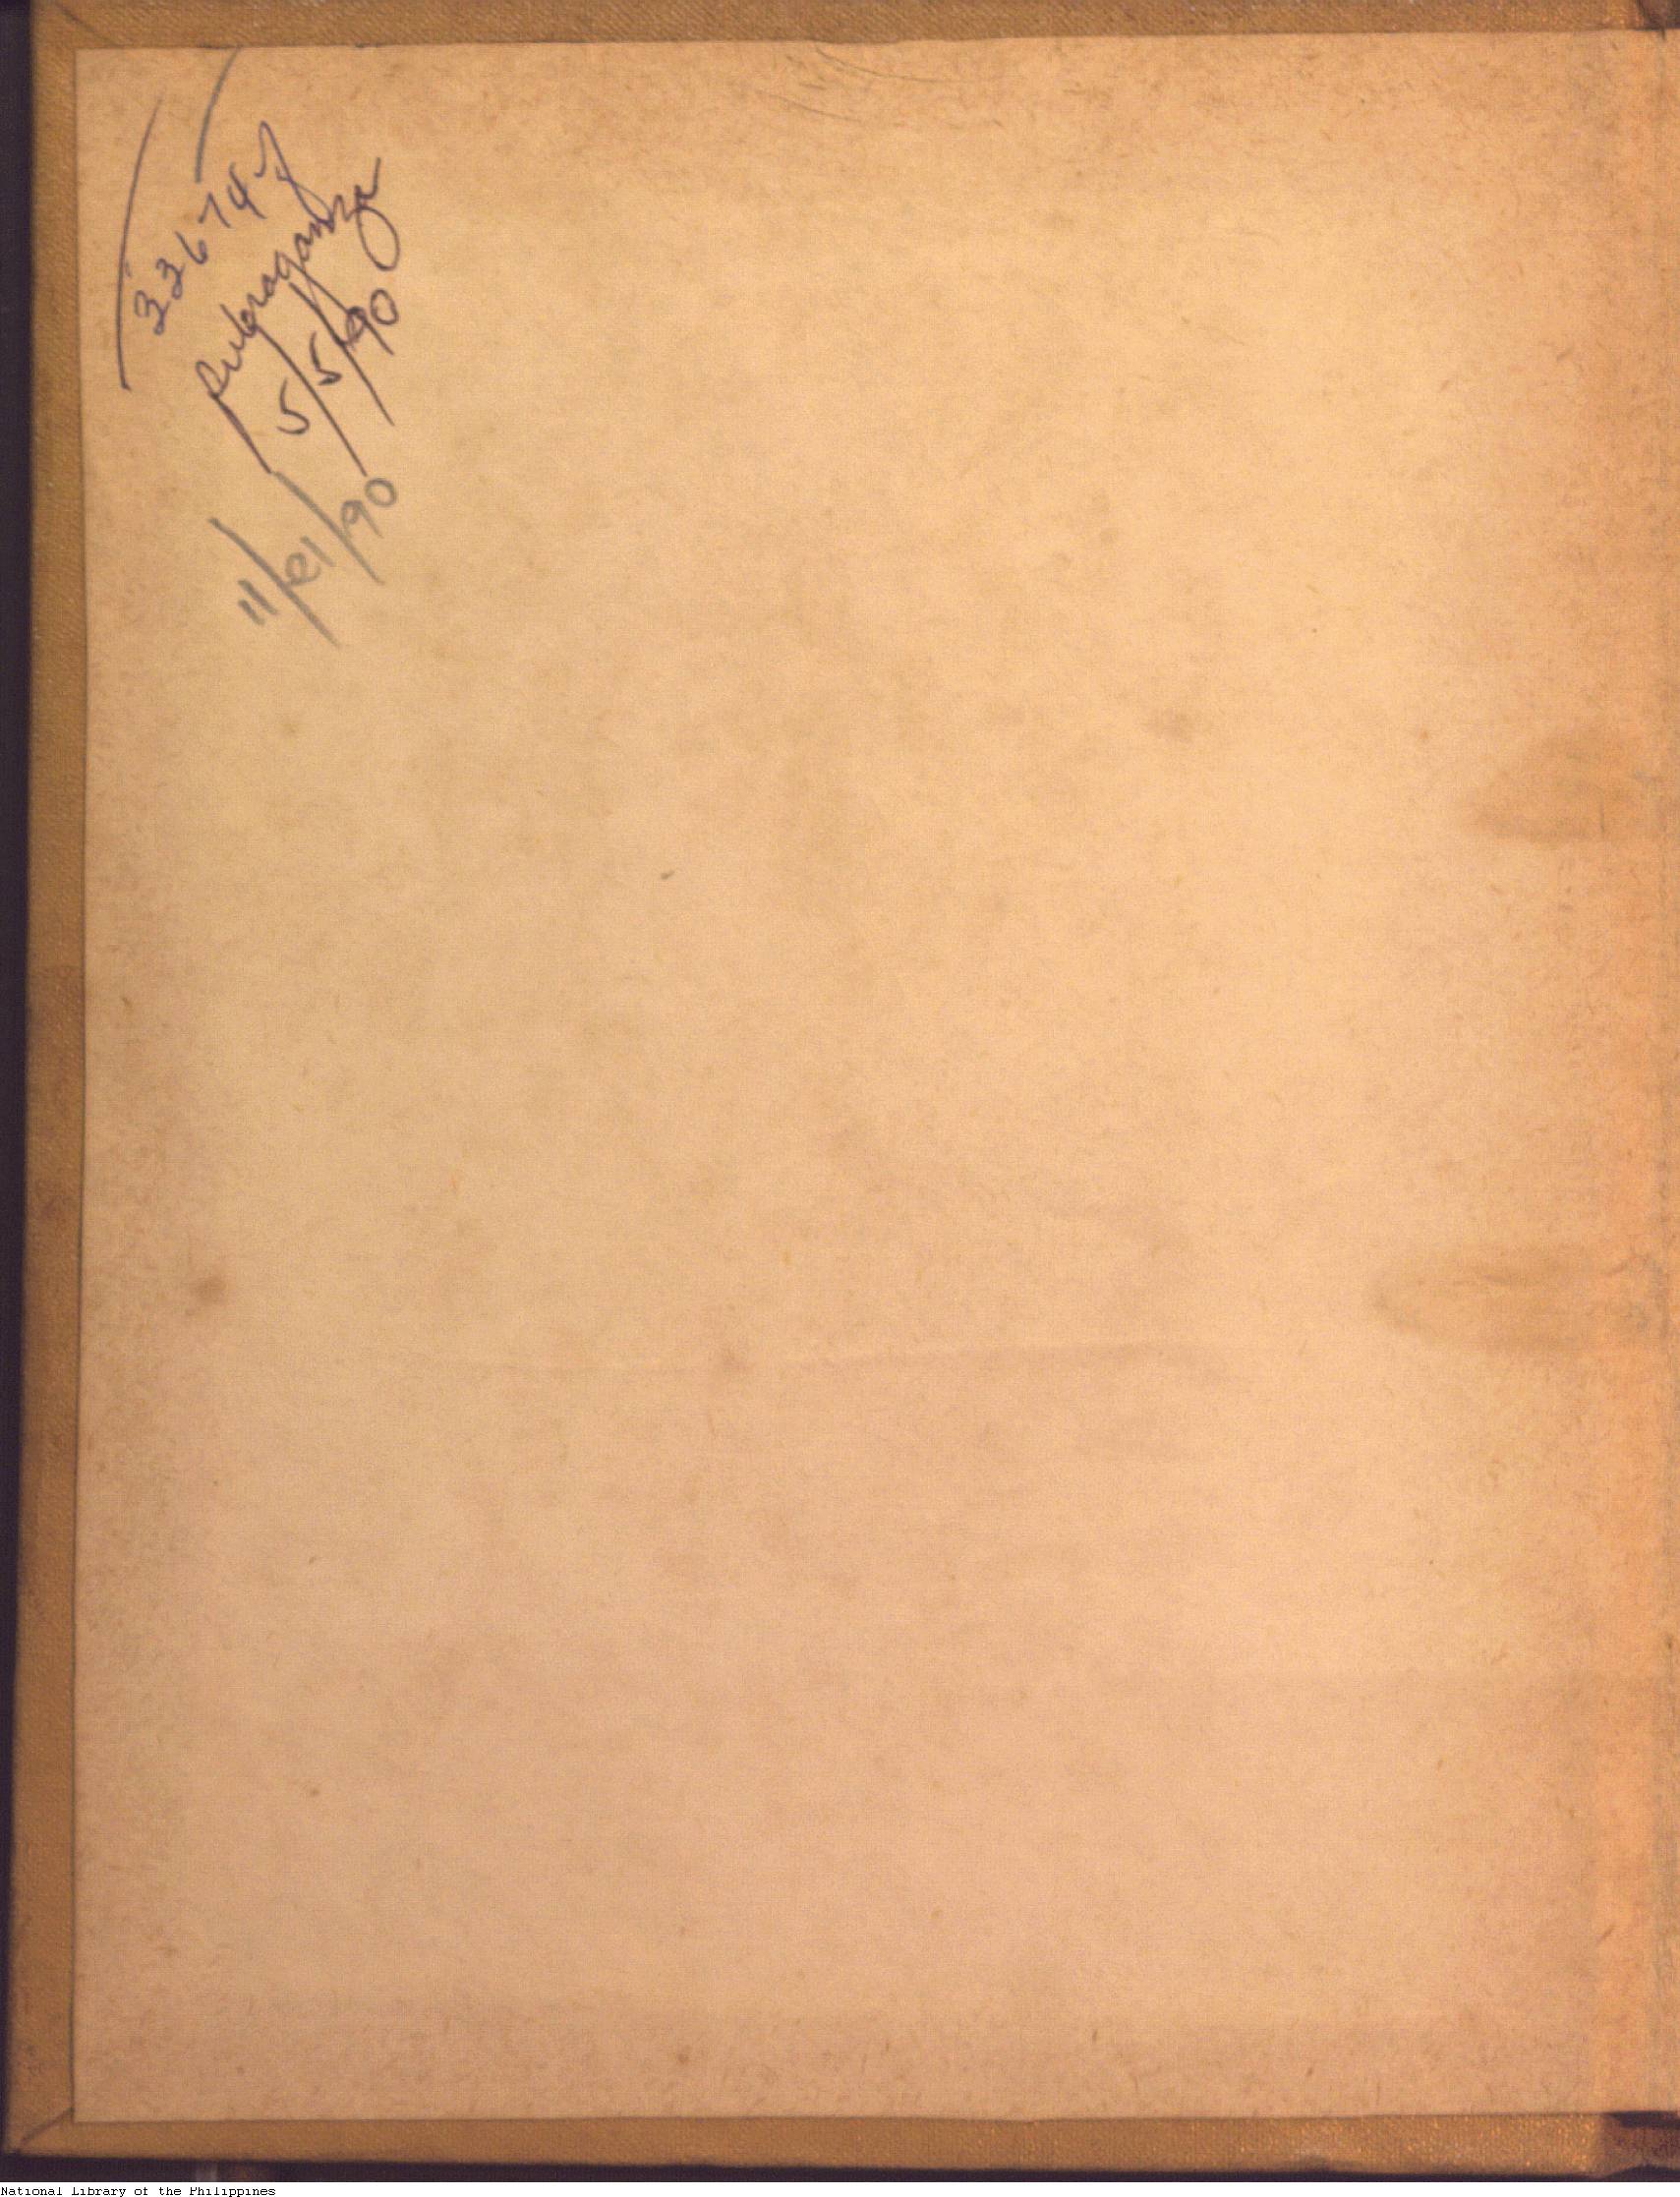 33674
5/5/90
11/21/90
National Library of the Philippines